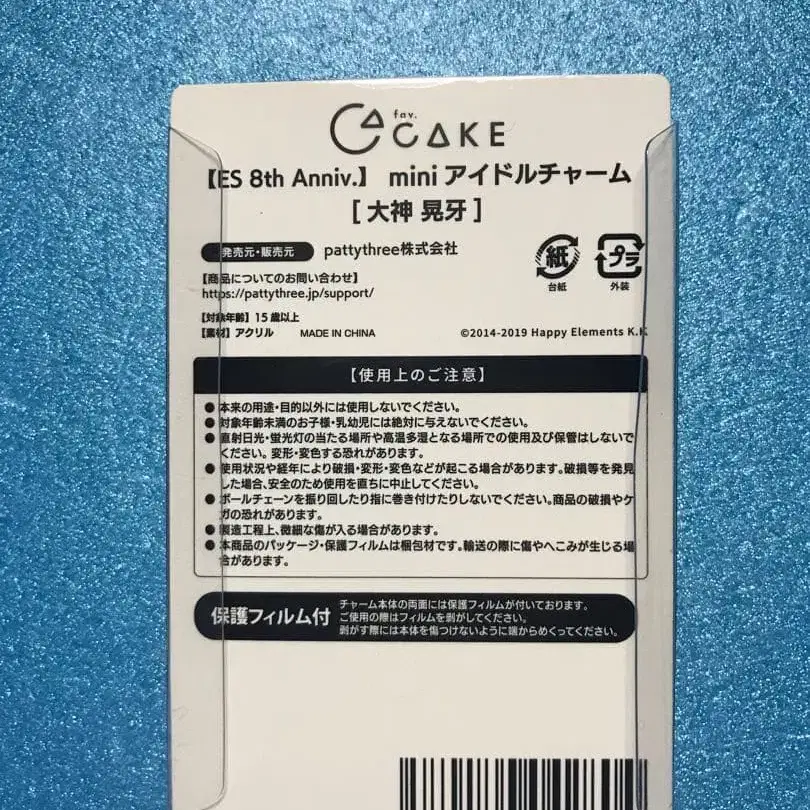 fav.
CAKE
【ES 8th Anniv.】 mini アイドルチャーム
[ 大神 晃牙 ]
発売元・販売元 pattythree株式会社
【商品についてのお問い合わせ】
https://pattythree.jp/support/
紙
台紙
プラ
外装
【対象年齢】15歳以上
【素材】アクリル MADE IN CHINA
©2014-2019 Happy Elements K.K
【使用上のご注意】
●本来の用途・目的以外には使用しないでください。
●対象年齢未満のお子様・乳幼児には絶対に与えないでください。
●直射日光・蛍光灯の当たる場所や高温多湿となる場所での使用及び保管はしないで
ください。変形・変色する恐れがあります。
●使用状況や経年により破損・変形・変色などが起こる場合があります。破損等を発見
した場合、安全のため使用を直ちに中止してください。
●ボールチェーンを振り回したり指に巻き付けたりしないでください。商品の破損やケ
ガの恐れがあります。
●製造工程上、微細な傷が入る場合があります。
●本商品のパッケージ・保護フィルムは梱包材です。輸送の際に傷やへこみが生じる場
合があります。
保護フィルム付
チャーム本体の両面には保護フィルムが付いております。
ご使用の際はフィルムを剥がしてください。
剥がす際には本体を傷つけないように端からめくってください。